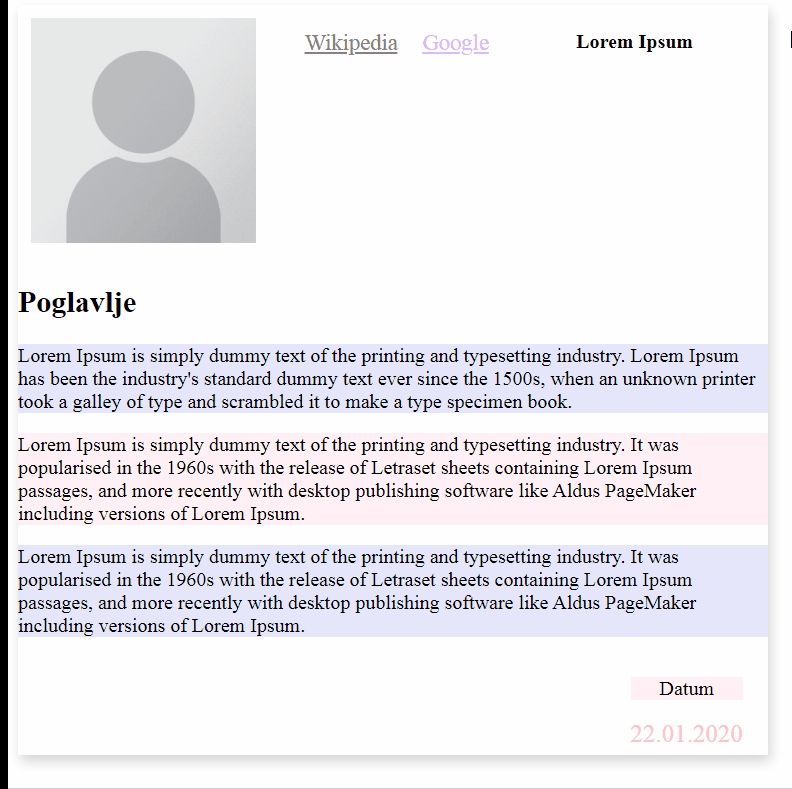 Wikipedia Google Lorem Ipsum
Poglavlje
Lorem Ipsum is simply dummy text of the printing and typesetting industry. Lorem Ipsum
has been the industry's standard dummy text ever since the 1500s, when an unknown printer
took a galley of type and scrambled it to make a type specimen book.
Lorem Ipsum is simply dummy text of the printing and typesetting industry. It was
popularised in the 1960s with the release of Letraset sheets containing Lorem Ipsum
passages, and more recently with desktop publishing software like Aldus PageMaker
including versions of Lorem Ipsum.
Lorem Ipsum is simply dummy text of the printing and typesetting industry. It was
popularised in the 1960s with the release of Letraset sheets containing Lorem Ipsum
passages, and more recently with desktop publishing software like Aldus PageMaker
including versions of Lorem Ipsum.
Datum
22.01.2020